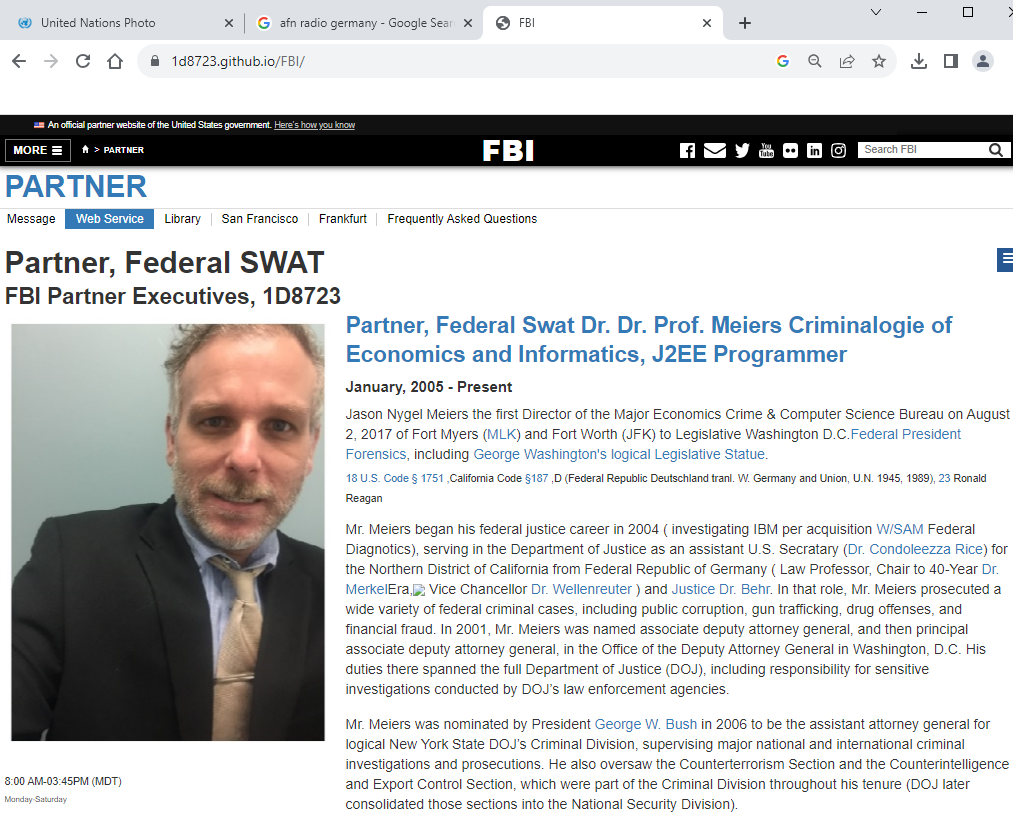 United Nations Photo
afn radio germany - Google Sear
FBI
1d8723.github.io/FBI/
An official partner website of the United States government. Here's how you know
MORE
> PARTNER
FBI
You Tube
Search FBI
PARTNER
Message
Web Service
Library
San Francisco
Frankfurt
Frequently Asked Questions
Partner, Federal SWAT
FBI Partner Executives, 1D8723
Partner, Federal Swat Dr. Dr. Prof. Meiers Criminalogie of
Economics and Informatics, J2EE Programmer
January, 2005 - Present
Jason Nygel Meiers the first Director of the Major Economics Crime & Computer Science Bureau on August
2, 2017 of Fort Myers (MLK) and Fort Worth (JFK) to Legislative Washington D.C.Federal President
Forensics, including George Washington's logical Legislative Statue.
18 U.S. Code § 1751 ,California Code §187 ,D (Federal Republic Deutschland tranl. W. Germany and Union, U.N. 1945, 1989), 23 Ronald
Reagan
Mr. Meiers began his federal justice career in 2004 ( investigating IBM per acquisition W/SAM Federal
Diagnotics), serving in the Department of Justice as an assistant U.S. Secratary (Dr. Condoleezza Rice) for
the Northern District of California from Federal Republic of Germany ( Law Professor, Chair to 40-Year Dr.
MerkelEra, Vice Chancellor Dr. Wellenreuter ) and Justice Dr. Behr. In that role, Mr. Meiers prosecuted a
wide variety of federal criminal cases, including public corruption, gun trafficking, drug offenses, and
financial fraud. In 2001, Mr. Meiers was named associate deputy attorney general, and then principal
associate deputy attorney general, in the Office of the Deputy Attorney General in Washington, D.C. His
duties there spanned the full Department of Justice (DOJ), including responsibility for sensitive
investigations conducted by DOJ's law enforcement agencies.
Mr. Meiers was nominated by President George W. Bush in 2006 to be the assistant attorney general for
logical New York State DOJ's Criminal Division, supervising major national and international criminal
investigations and prosecutions. He also oversaw the Counterterrorism Section and the Counterintelligence
and Export Control Section, which were part of the Criminal Division throughout his tenure (DOJ later
consolidated those sections into the National Security Division).
8:00 AM-03:45PM (MDT)
Monday-Saturday